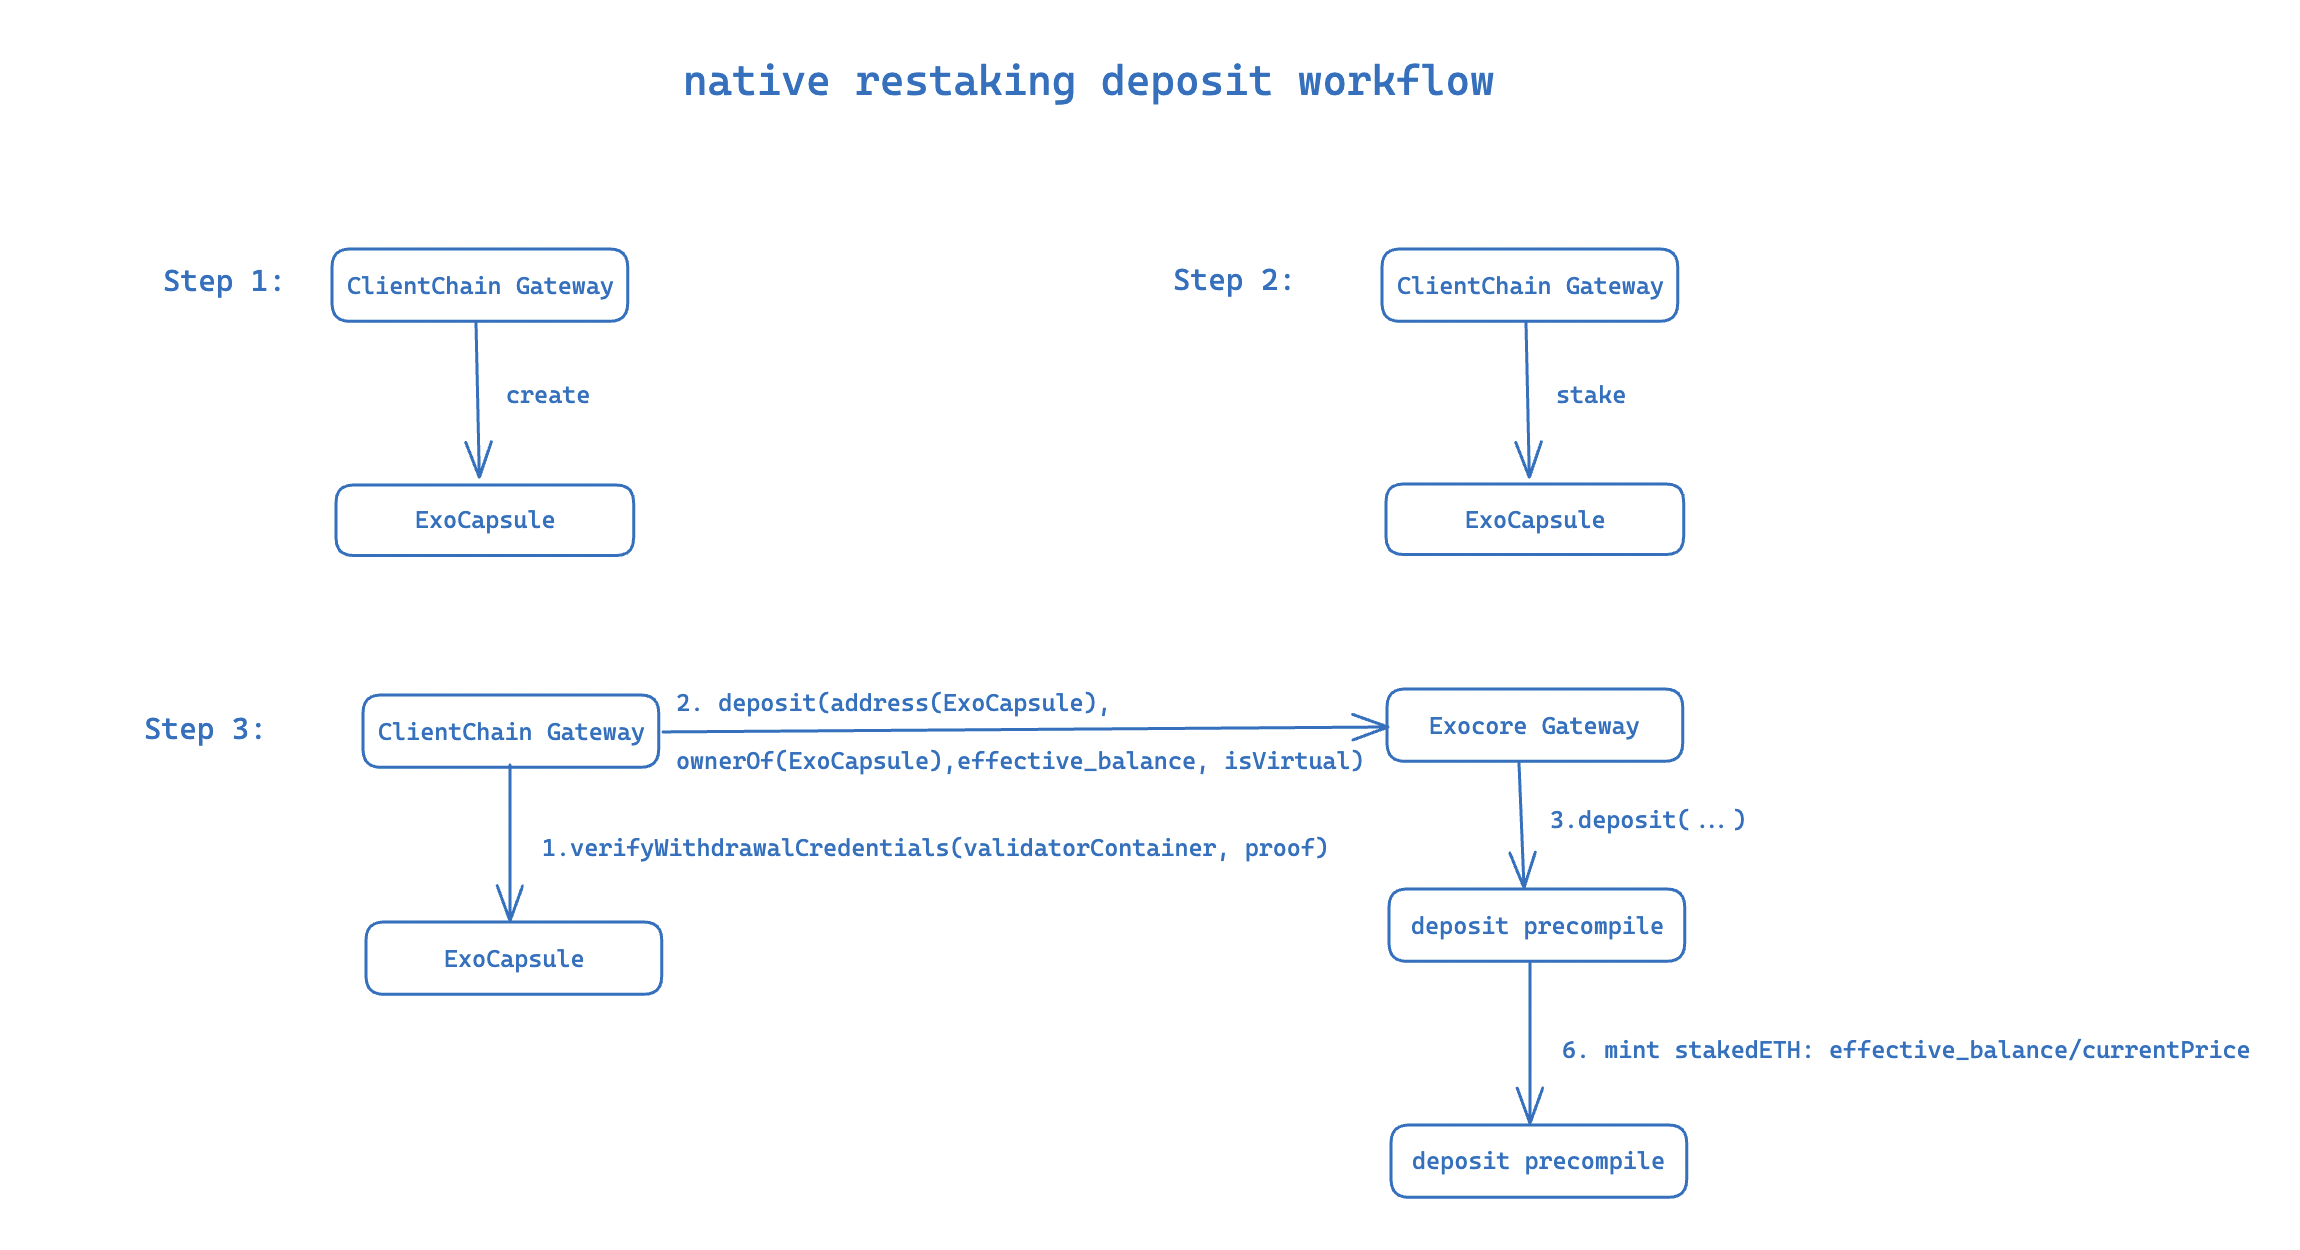 native restaking deposit workflow
Step 1:
ClientChain Gateway
create
ExoCapsule
Step 2:
ClientChain Gateway
stake
ExoCapsule
Step 3:
ClientChain Gateway
2. deposit(address(ExoCapsule),
ownerOf(ExoCapsule),effective_balance, isVirtual)
Exocore Gateway
1.verifyWithdrawalCredentials(validatorContainer, proof)
ExoCapsule
3.deposit(...)
deposit precompile
6. mint stakedETH: effective_balance/currentPrice
deposit precompile